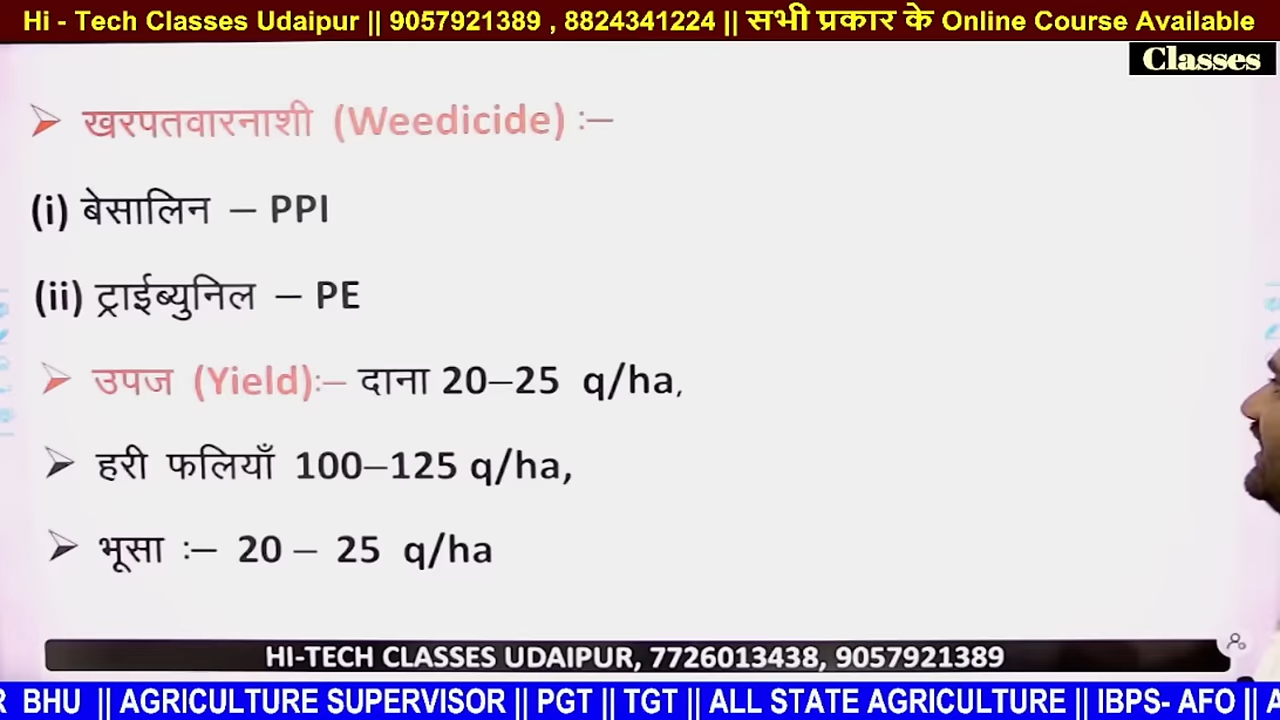 Hi - Tech Classes Udaipur || 9057921389 , 8824341224 || सभी प्रकार के Online Course Available
Classes
➢ खरपतवारनाशी (Weedicide) :–
(i) बेसालिन – PPI
(ii) ट्राईब्युनिल – PE
➢ उपज (Yield):– दाना 20–25 q/ha,
➢ हरी फलियाँ 100–125 q/ha,
➢ भूसा :– 20 – 25 q/ha
HI-TECH CLASSES UDAIPUR, 7726013438, 9057921389
BHU || AGRICULTURE SUPERVISOR || PGT || TGT || ALL STATE AGRICULTURE || IBPS- AFO ||